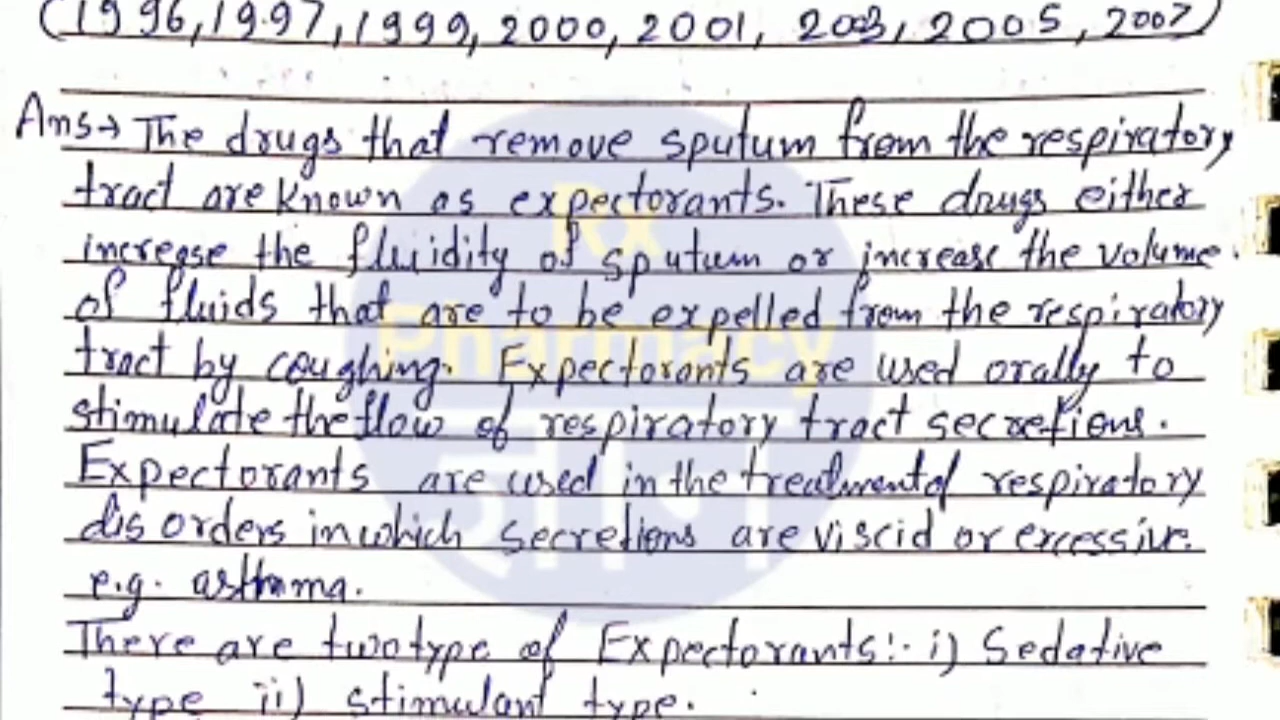 (1996, 1997, 1999, 2000, 2001, 2003, 2005, 2007)
Ans→ The drugs that remove sputum from the respiratory
tract are known as expectorants. These drugs either
increase the fluidity of sputum or increase the volume
of fluids that are to be expelled from the respiratory
tract by coughing. Expectorants are used orally to
stimulate the flow of respiratory tract secretions.
Expectorants are used in the treatment of respiratory
disorders in which secretions are viscid or excessive.
e.g. asthama.
There are two type of Expectorants:- i) Sedative
type ii) stimulant type.
Rx
Pharmacy
ज्ञान